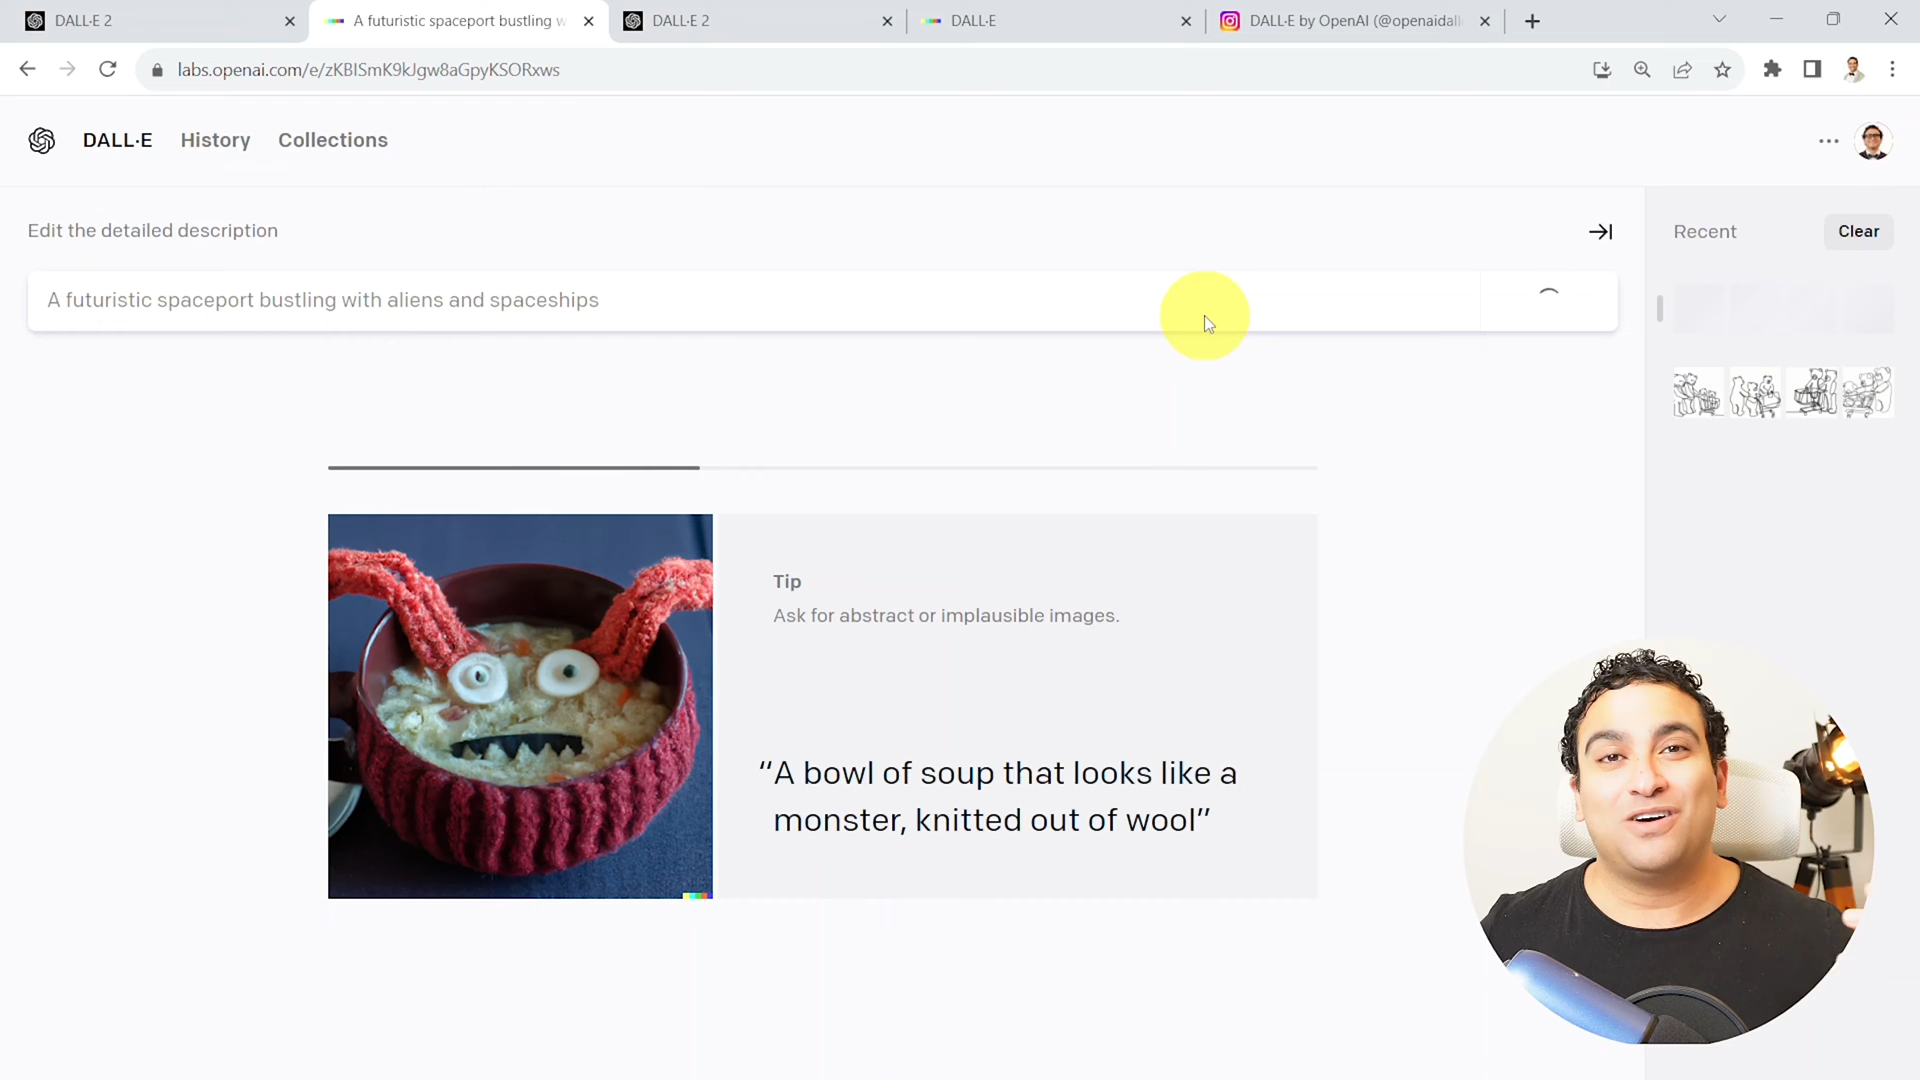 DALL·E 2
A futuristic spaceport bustling w
DALL·E 2
DALL·E
DALL·E by OpenAI (@openaidall
labs.openai.com/e/zKBISmK9kJgw8aGpyKSORxws
DALL·E
History
Collections
Edit the detailed description
Recent
Clear
A futuristic spaceport bustling with aliens and spaceships
Tip
Ask for abstract or implausible images.
“A bowl of soup that looks like a
monster, knitted out of wool”